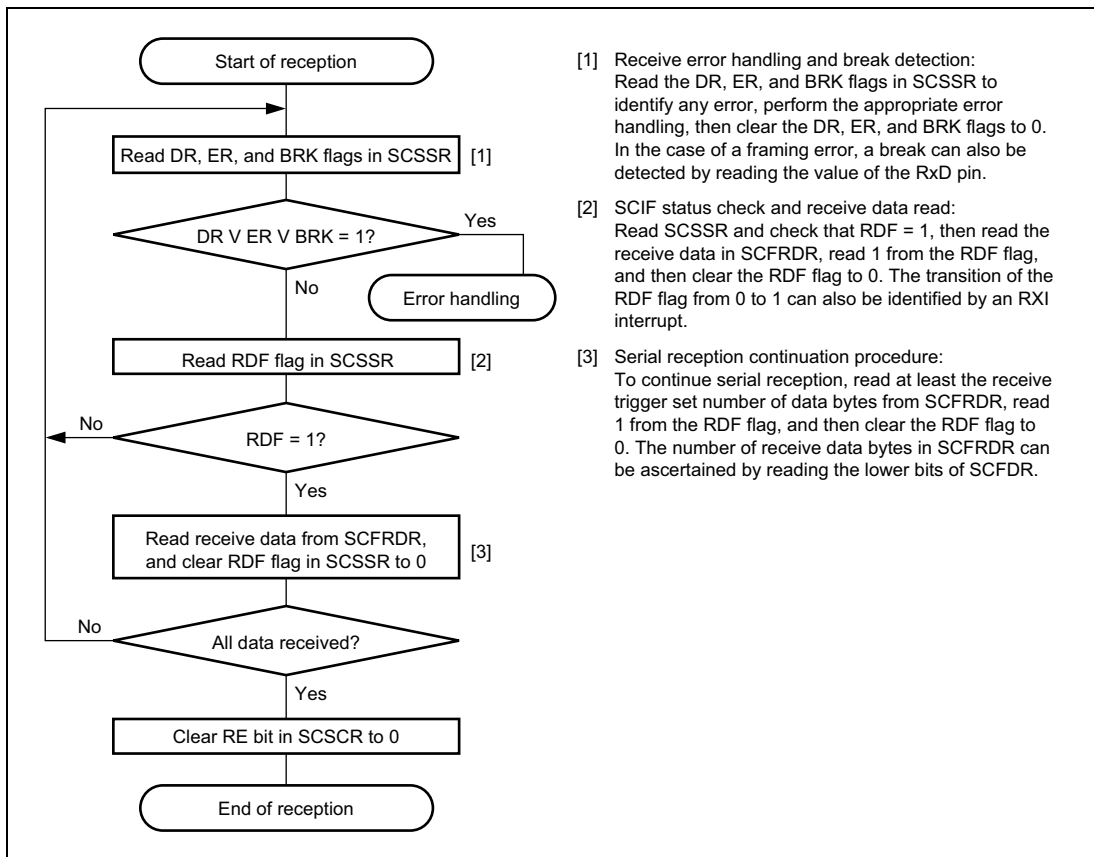 Start of reception
Read DR, ER, and BRK flags in SCSSR [1]
DR V ER V BRK = 1?
Yes
No
Error handling
Read RDF flag in SCSSR [2]
RDF = 1?
No
Yes
Read receive data from SCFRDR,
and clear RDF flag in SCSSR to 0
[3]
All data received?
No
Yes
Clear RE bit in SCSCR to 0
End of reception
[1] Receive error handling and break detection:
Read the DR, ER, and BRK flags in SCSSR to
identify any error, perform the appropriate error
handling, then clear the DR, ER, and BRK flags to 0.
In the case of a framing error, a break can also be
detected by reading the value of the RxD pin.
[2] SCIF status check and receive data read:
Read SCSSR and check that RDF = 1, then read the
receive data in SCFRDR, read 1 from the RDF flag,
and then clear the RDF flag to 0. The transition of the
RDF flag from 0 to 1 can also be identified by an RXI
interrupt.
[3] Serial reception continuation procedure:
To continue serial reception, read at least the receive
trigger set number of data bytes from SCFRDR, read
1 from the RDF flag, and then clear the RDF flag to
0. The number of receive data bytes in SCFRDR can
be ascertained by reading the lower bits of SCFDR.